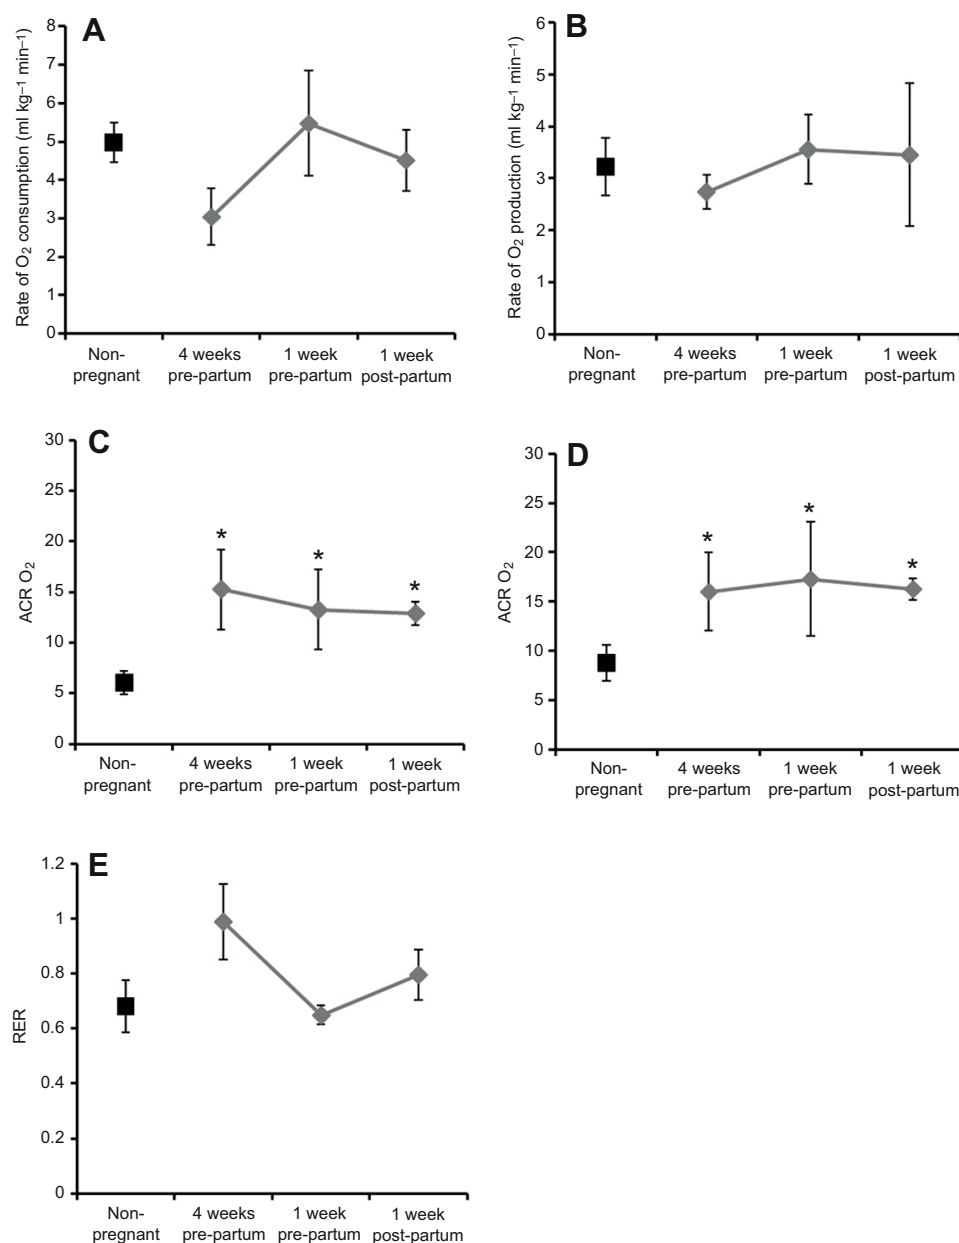 A
Rate of O2 consumption (ml kg–1 min–1)
8
7
6
5
4
3
2
1
0
Non-
pregnant
4 weeks
pre-partum
1 week
pre-partum
1 week
post-partum
B
Rate of O2 production (ml kg–1 min–1)
6
5
4
3
2
1
0
Non-
pregnant
4 weeks
pre-partum
1 week
pre-partum
1 week
post-partum
C
ACR O2
30
25
20
15
10
5
0
*
*
*
Non-
pregnant
4 weeks
pre-partum
1 week
pre-partum
1 week
post-partum
D
ACR O2
30
25
20
15
10
5
0
*
*
*
Non-
pregnant
4 weeks
pre-partum
1 week
pre-partum
1 week
post-partum
E
RER
1.2
1
0.8
0.6
0.4
0.2
0
Non-
pregnant
4 weeks
pre-partum
1 week
pre-partum
1 week
post-partum